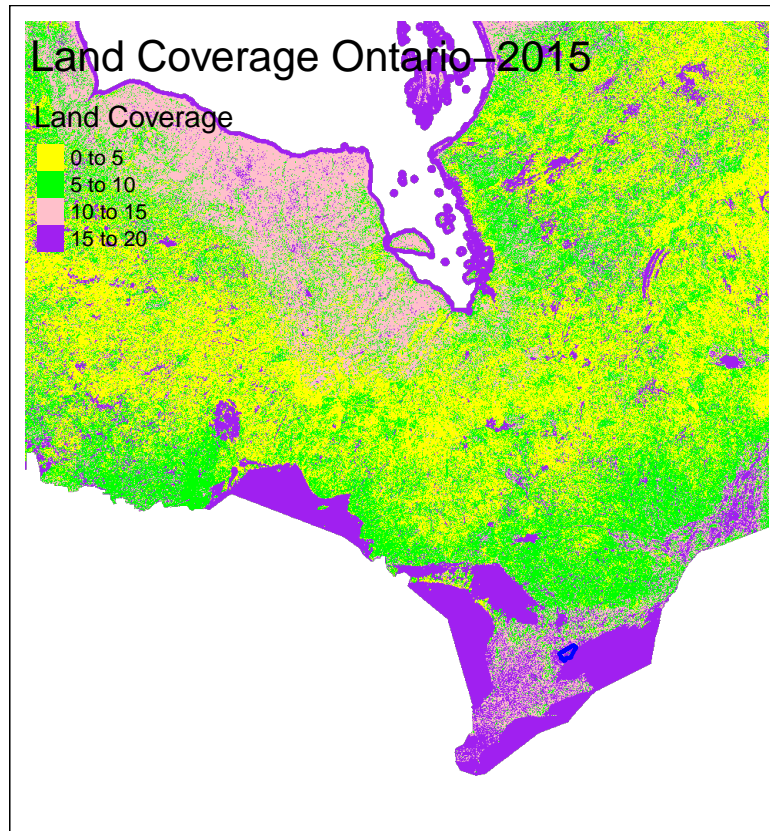 Land Coverage Ontario−2015
Land Coverage
0 to 5
5 to 10
10 to 15
15 to 20